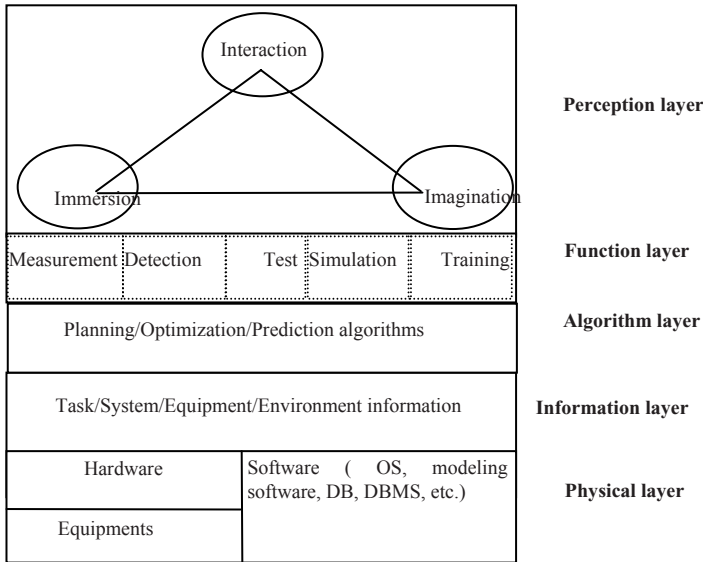 Interaction
Perception layer
Immersion
Imagination
Measurement Detection Test Simulation Training
Function layer
Planning/Optimization/Prediction algorithms
Algorithm layer
Task/System/Equipment/Environment information
Information layer
Hardware
Software ( OS, modeling
software, DB, DBMS, etc.)
Physical layer
Equipments